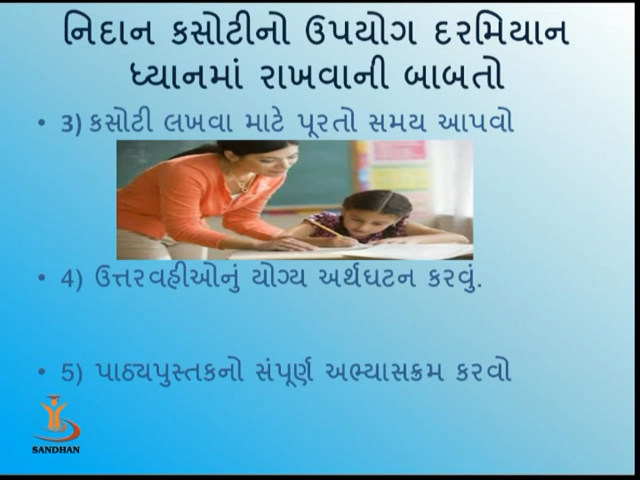 નિદાન કસોટીનો ઉપયોગ દરમિયાન
ધ્યાનમાં રાખવાની બાબતો
• 3) કસોટી લખવા માટે પૂરતો સમય આપવો
• 4) ઉત્તરવહીઓનું યોગ્ય અર્થઘટન કરવું.
• 5) પાઠ્યપુસ્તકનો સંપૂર્ણ અભ્યાસક્રમ કરવો
SANDHAN